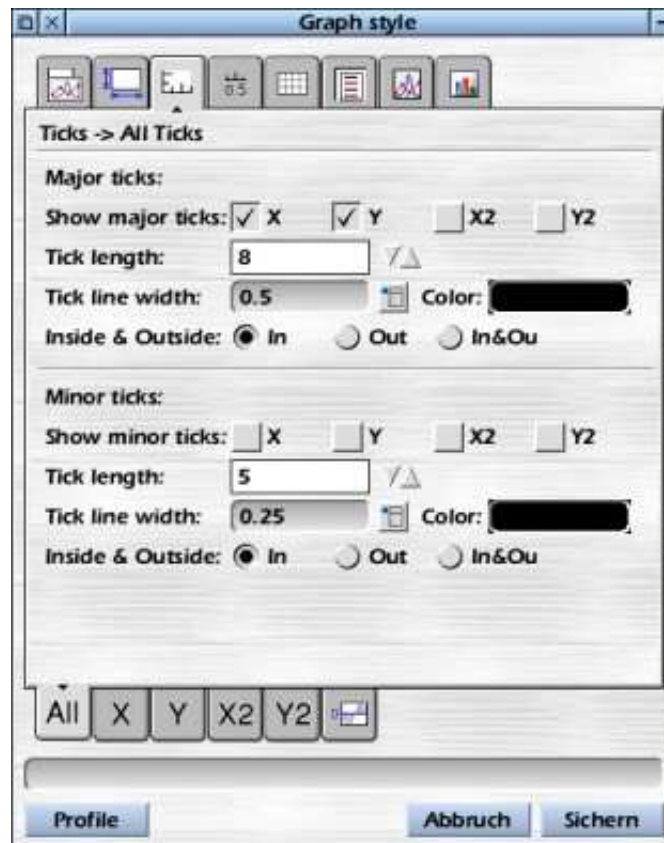 Graph style
0.5
Ticks -> All Ticks
Major ticks:
Show major ticks: X Y X2 Y2
Tick length: 8
Tick line width: 0.5 Color:
Inside & Outside: In Out In&Ou
Minor ticks:
Show minor ticks: X Y X2 Y2
Tick length: 5
Tick line width: 0.25 Color:
Inside & Outside: In Out In&Ou
All X Y X2 Y2
Profile Abbruch Sichern